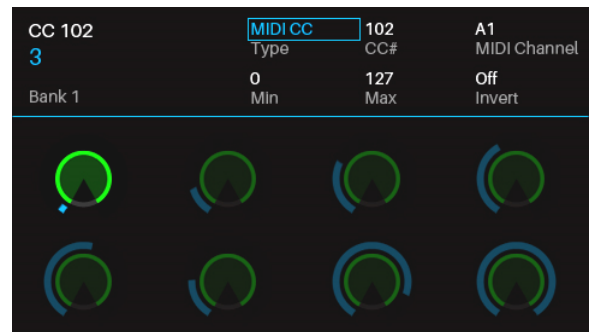 CC 102
3
Bank 1
MIDI CC 102 A1
Type CC# MIDI Channel
0 127 Off
Min Max Invert